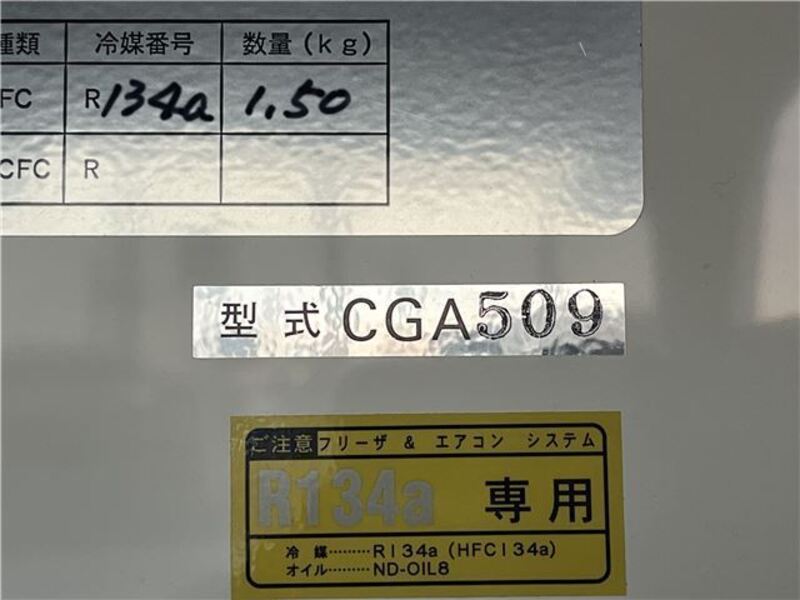 種類 冷媒番号 数量(kg)
FC R134a 1.50
CFC R
型式 CGA509
ご注意 フリーザ & エアコン システム
R134a 専用
冷媒………R134a (HFC134a)
オイル………ND-OIL8